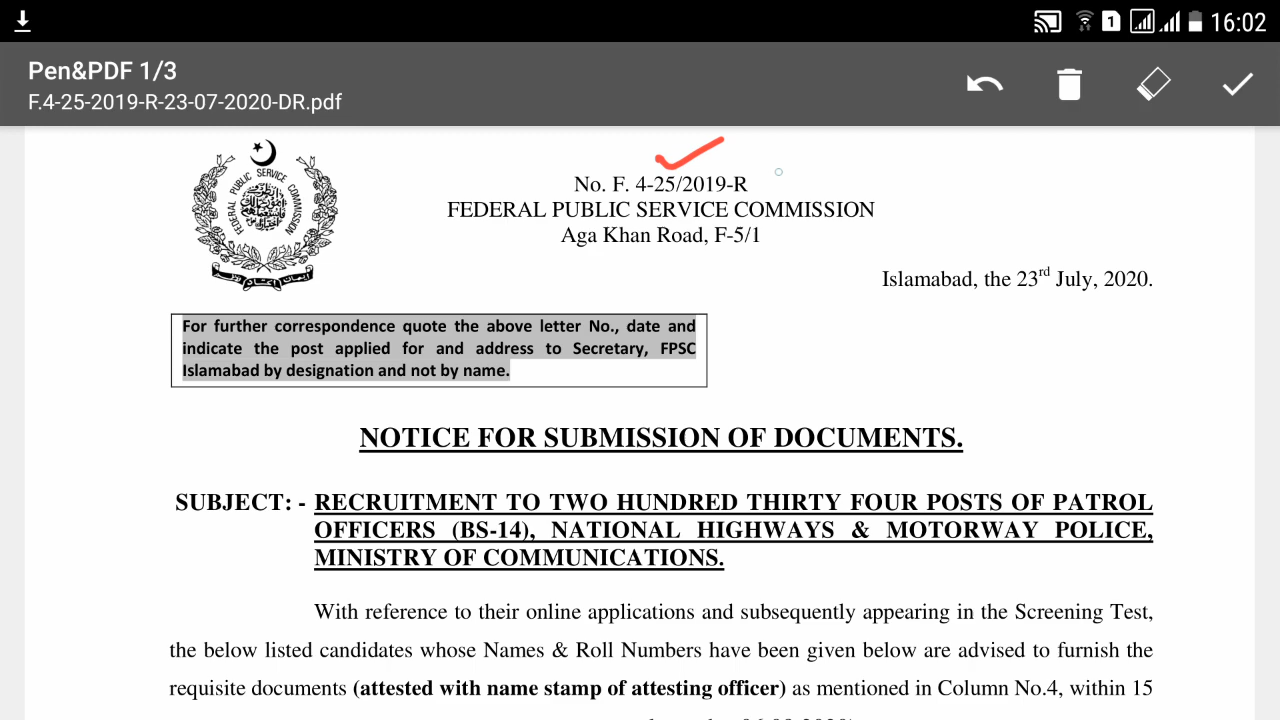 1 16:02
Pen&PDF 1/3
F.4-25-2019-R-23-07-2020-DR.pdf
FEDERAL PUBLIC SERVICE COMMISSION
No. F. 4-25/2019-R
FEDERAL PUBLIC SERVICE COMMISSION
Aga Khan Road, F-5/1
Islamabad, the 23rd July, 2020.
For further correspondence quote the above letter No., date and
indicate the post applied for and address to Secretary, FPSC
Islamabad by designation and not by name.
NOTICE FOR SUBMISSION OF DOCUMENTS.
SUBJECT: - RECRUITMENT TO TWO HUNDRED THIRTY FOUR POSTS OF PATROL
OFFICERS (BS-14), NATIONAL HIGHWAYS & MOTORWAY POLICE,
MINISTRY OF COMMUNICATIONS.
With reference to their online applications and subsequently appearing in the Screening Test,
the below listed candidates whose Names & Roll Numbers have been given below are advised to furnish the
requisite documents (attested with name stamp of attesting officer) as mentioned in Column No.4, within 15